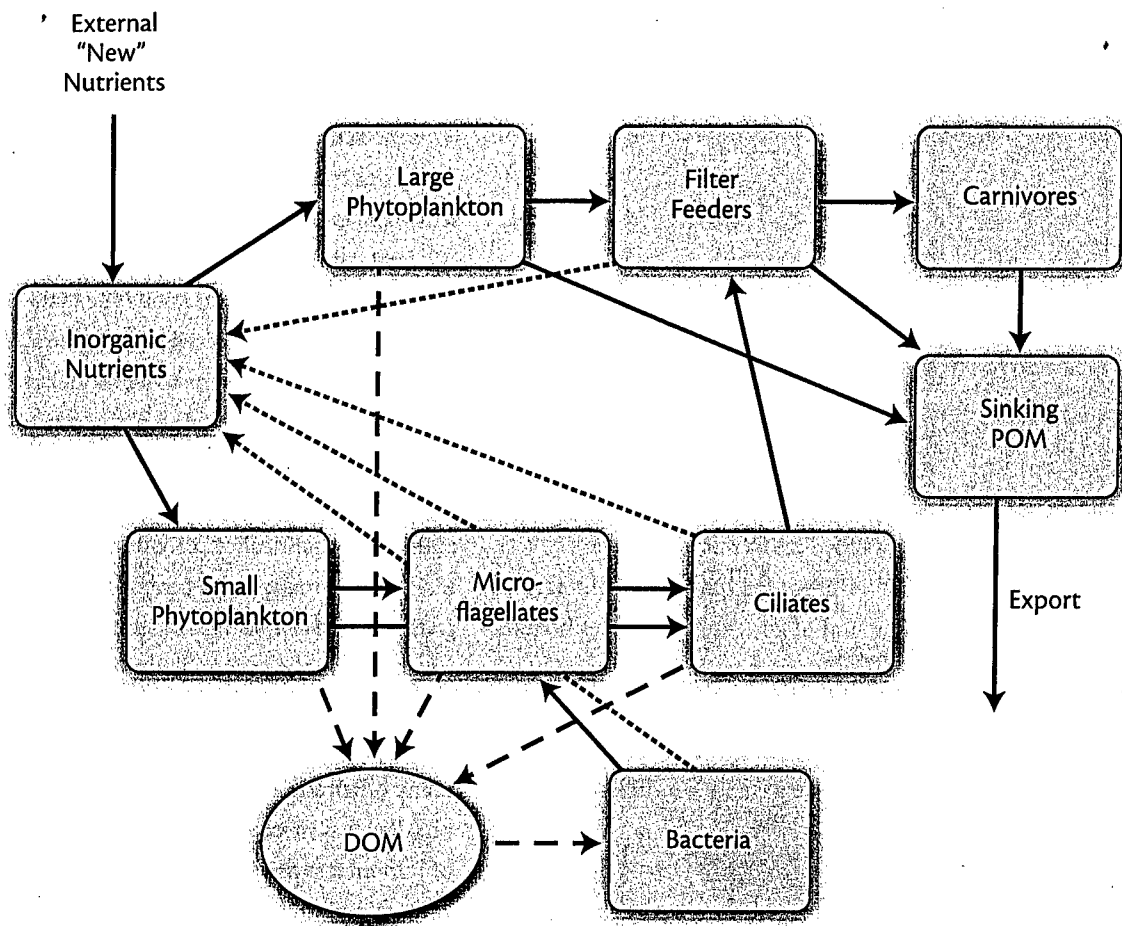 External
“New”
Nutrients
Large
Phytoplankton
Filter
Feeders
Carnivores
Inorganic
Nutrients
Sinking
POM
Small
Phytoplankton
Micro-
flagellates
Ciliates
Export
DOM
Bacteria